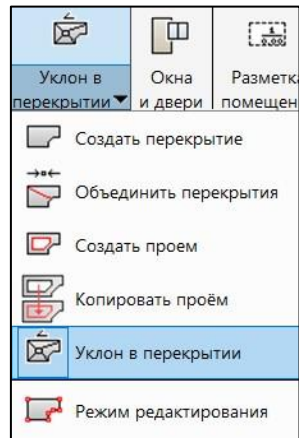 Уклон в
перекрытии
Окна
и двери
Разметка
помещен
Создать перекрытие
Объединить перекрытия
Создать проем
Копировать проём
Уклон в перекрытии
Режим редактирования